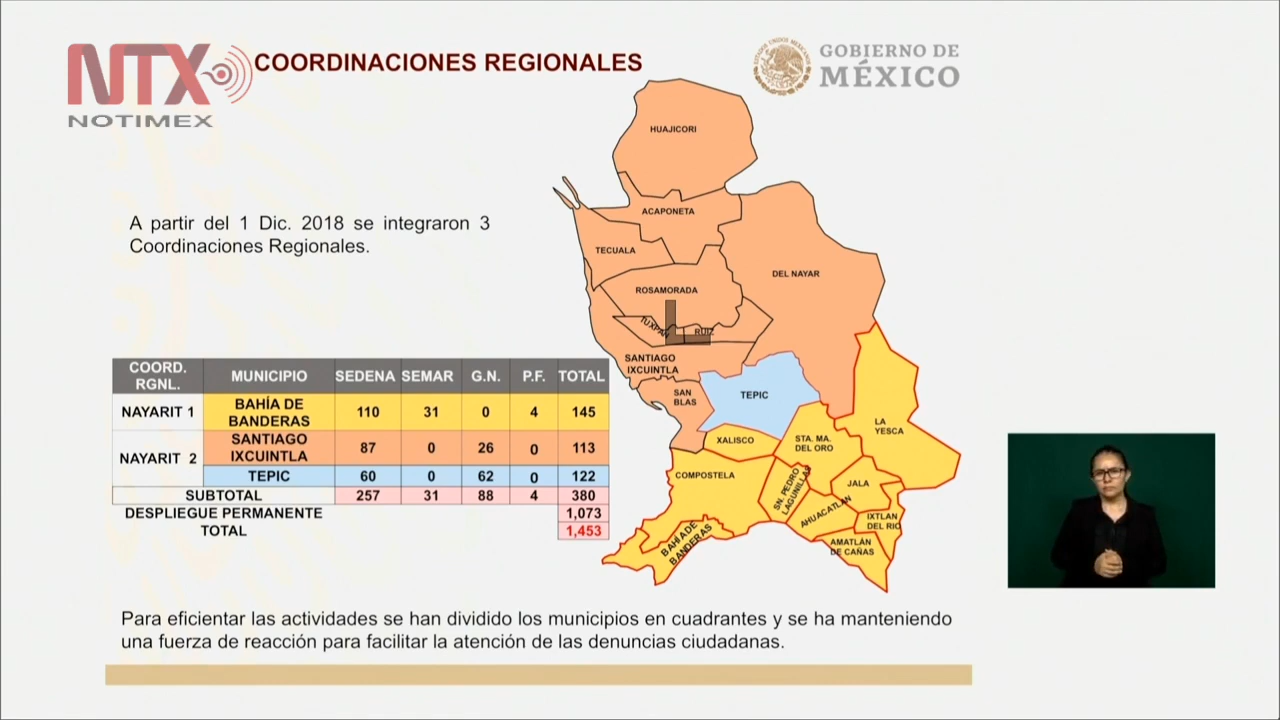 NTX
NOTIMEX
COORDINACIONES REGIONALES
GOBIERNO DE
MÉXICO
A partir del 1 Dic. 2018 se integraron 3
Coordinaciones Regionales.
COORD. RGNL. MUNICIPIO SEDENA SEMAR G.N. P.F. TOTAL
NAYARIT 1 BAHÍA DE BANDERAS 110 31 0 4 145
NAYARIT 2 SANTIAGO IXCUINTLA 87 0 26 0 113
TEPIC 60 0 62 0 122
SUBTOTAL 257 31 88 4 380
DESPLIEGUE PERMANENTE 1,073
TOTAL 1,453
HUAJICORI
ACAPONETA
TECUALA
DEL NAYAR
ROSAMORADA
TUXPAN
RUIZ
SANTIAGO
IXCUINTLA
SAN
BLAS
TEPIC
LA
YESCA
XALISCO
STA. MA.
DEL ORO
COMPOSTELA
SN. PEDRO
LAGUNILLAS
JALA
AHUACATLAN
IXTLAN
DEL RIO
AMATLÁN
DE CAÑAS
BAHÍA DE
BANDERAS
Para eficientar las actividades se han dividido los municipios en cuadrantes y se ha manteniendo
una fuerza de reacción para facilitar la atención de las denuncias ciudadanas.